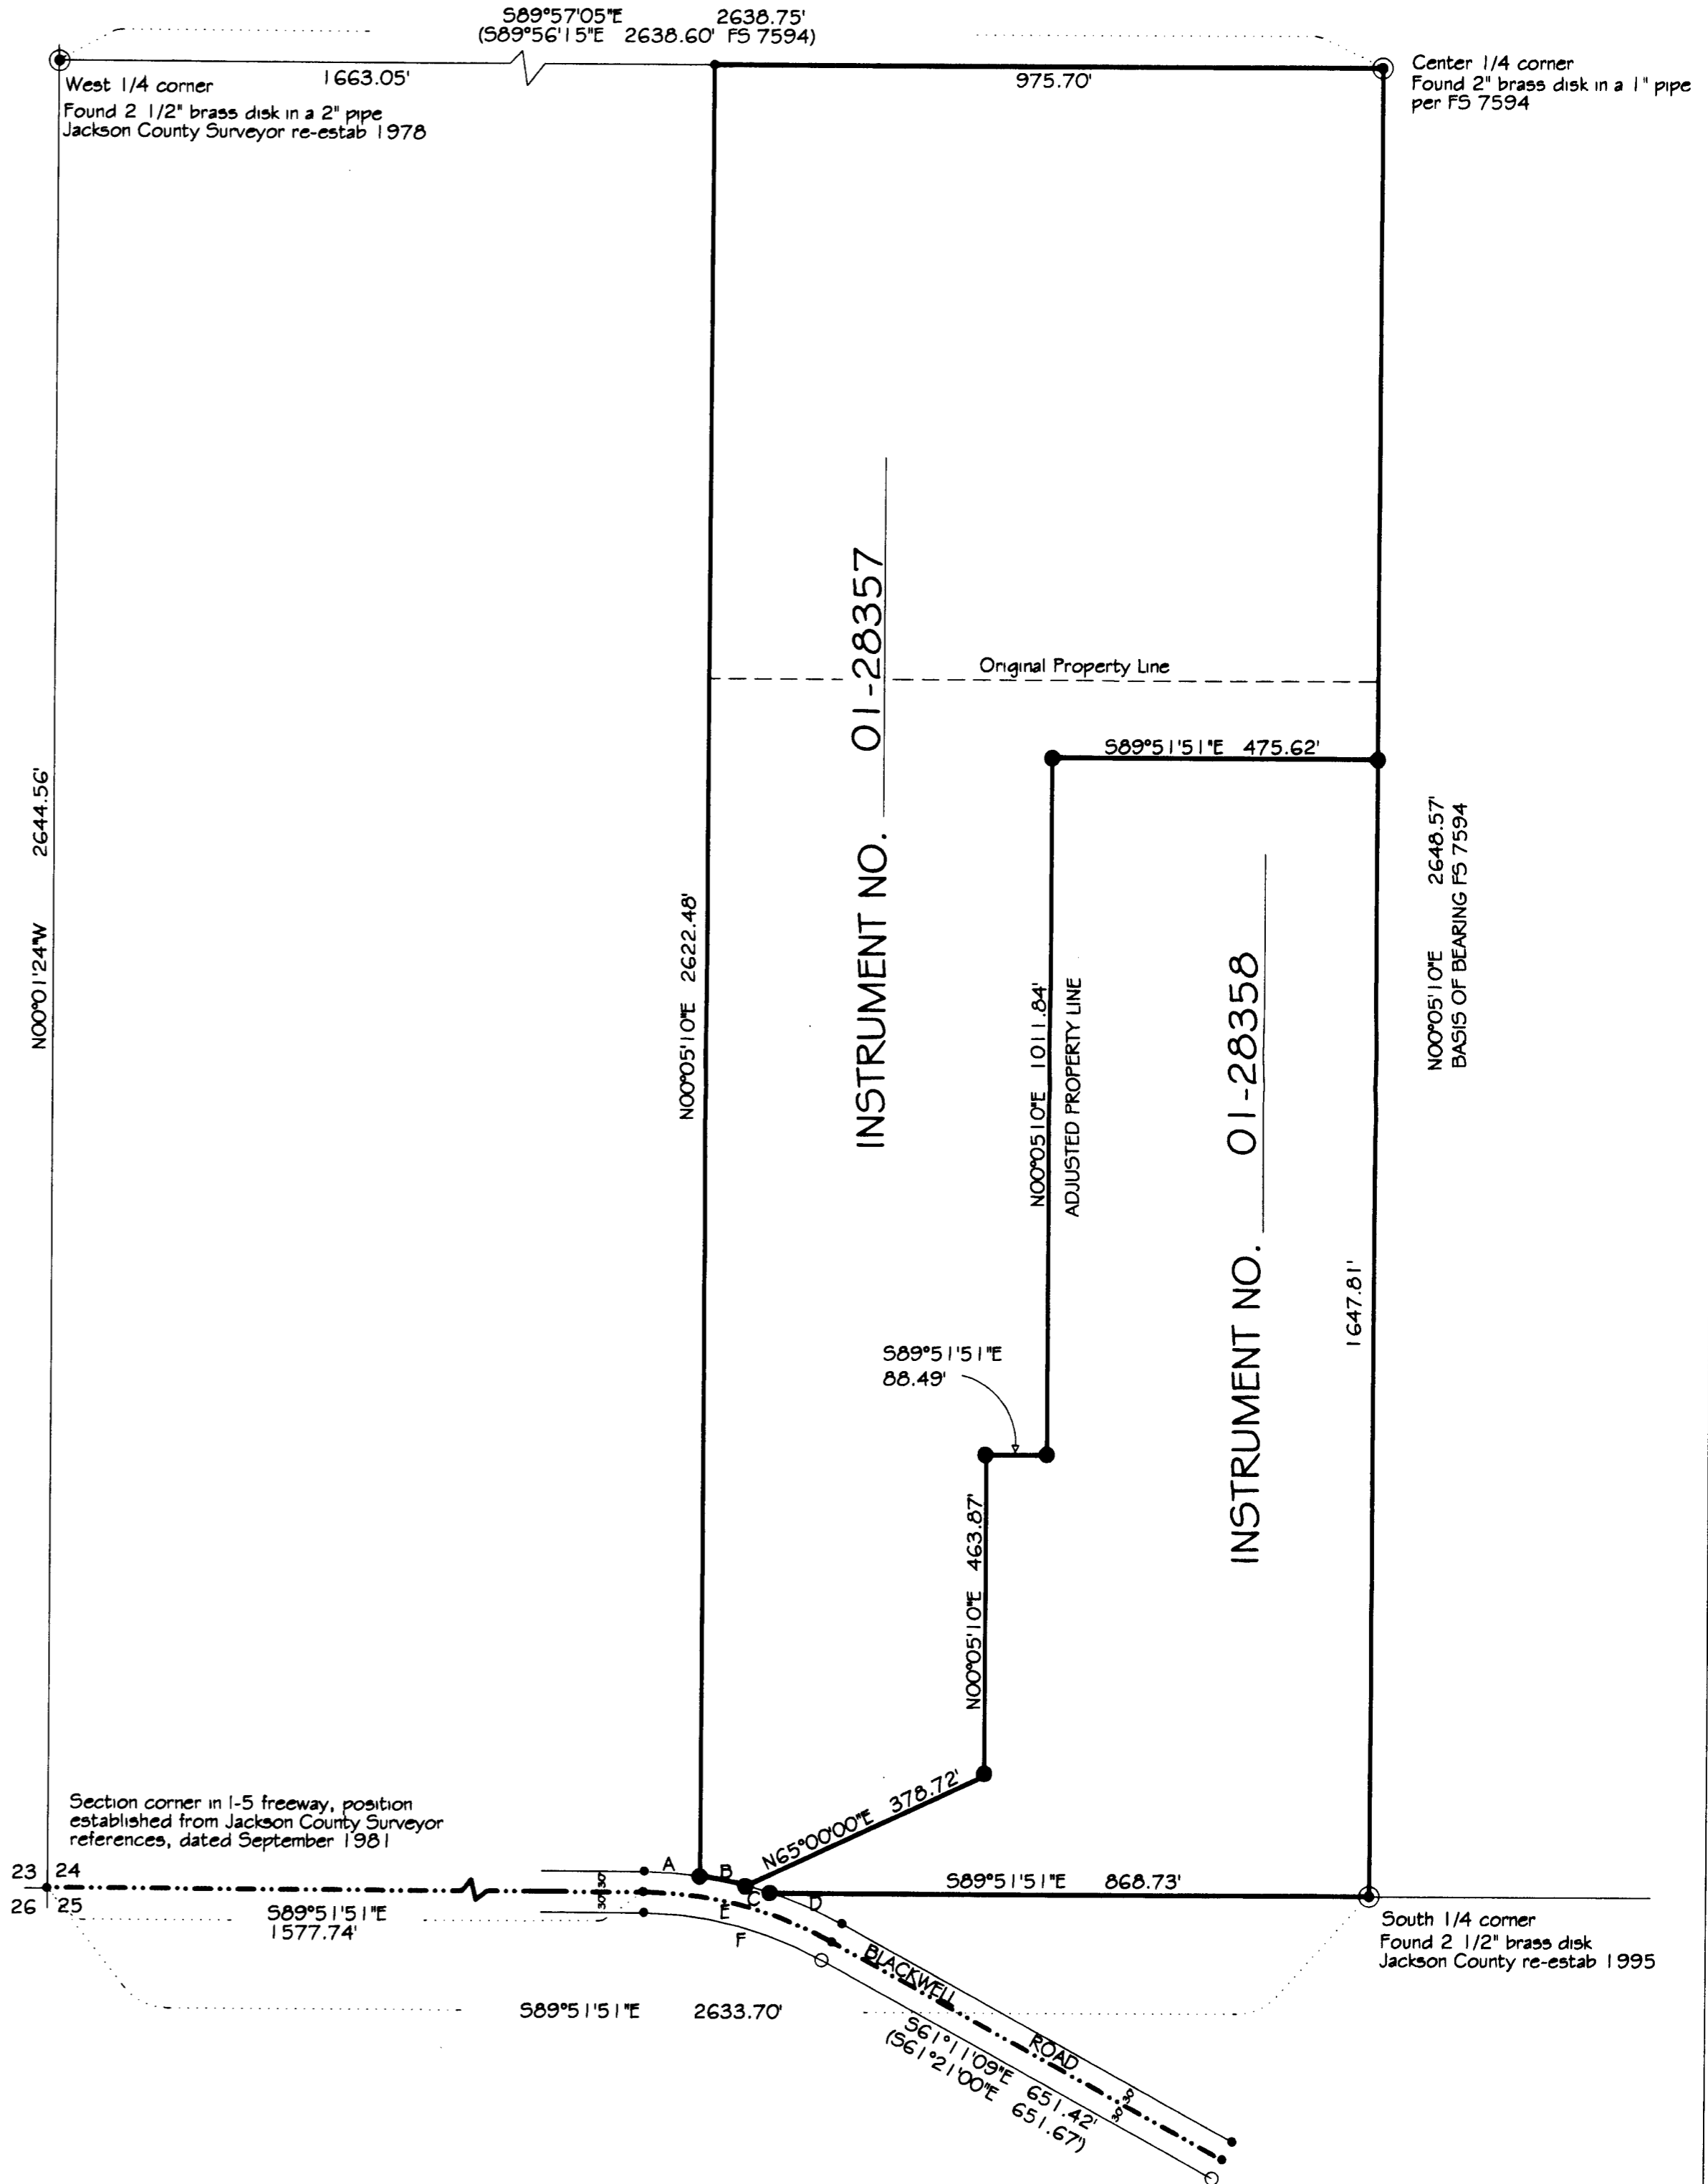 S89°57'05"E 2638.75'
(S89°56'15"E 2638.60' FS 7594)
1663.05'
975.70'
West 1/4 corner
Found 2 1/2" brass disk in a 2" pipe
Jackson County Surveyor re-estab 1978
Center 1/4 corner
Found 2" brass disk in a 1" pipe
per FS 7594
Original Property Line
INSTRUMENT NO. 01-28357
S89°51'51"E 475.62'
N00°01'24"W 2644.56'
N00°05'10"E 2622.48'
N00°05'10"E 1011.84'
ADJUSTED PROPERTY LINE
INSTRUMENT NO. 01-28358
N00°05'10"E 2648.57'
BASIS OF BEARING FS 7594
1647.81'
S89°51'51"E
88.49'
N00°05'10"E 463.87'
N65°00'00"E 378.72'
Section corner in I-5 freeway, position
established from Jackson County Surveyor
references, dated September 1981
23 24
26 25
A
B
C
D
E
F
30' 30'
S89°51'51"E 868.73'
S89°51'51"E
1577.74'
South 1/4 corner
Found 2 1/2" brass disk
Jackson County re-estab 1995
BLACKWELL ROAD
S89°51'51"E 2633.70'
S61°11'09"E 651.42'
(S61°21'00"E 651.67')
30' 30'